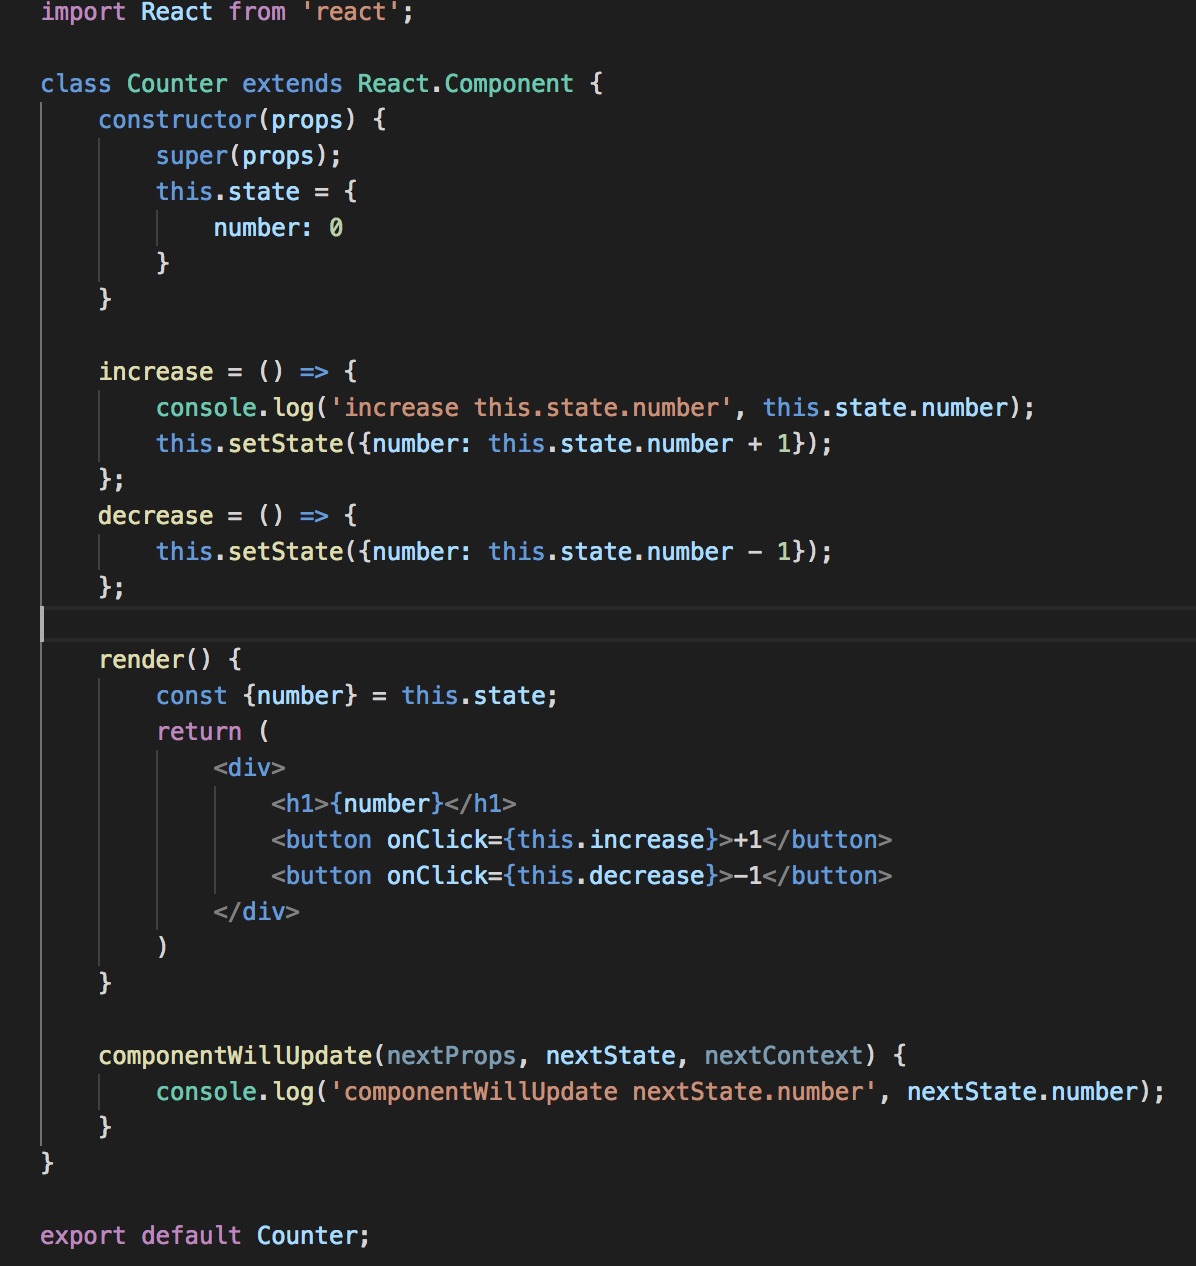 import React from 'react';
class Counter extends React.Component {
    constructor(props) {
        super(props);
        this.state = {
            number: 0
        }
    }
    increase = () => {
        console.log('increase this.state.number', this.state.number);
        this.setState({number: this.state.number + 1});
    };
    decrease = () => {
        this.setState({number: this.state.number - 1});
    };
    render() {
        const {number} = this.state;
        return (
            <div>
                <h1>{number}</h1>
                <button onClick={this.increase}>+1</button>
                <button onClick={this.decrease}>-1</button>
            </div>
        )
    }
    componentWillUpdate(nextProps, nextState, nextContext) {
        console.log('componentWillUpdate nextState.number', nextState.number);
    }
}
export default Counter;